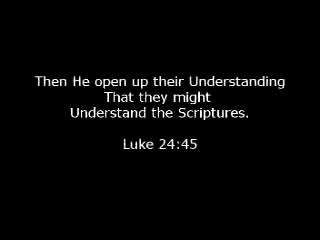 Then He open up their Understanding
That they might
Understand the Scriptures.
Luke 24:45